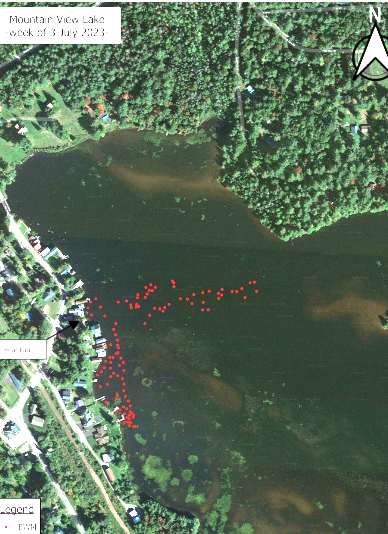 Mountain View Lake
-week of 3 July 2023-
N
Legend
EWM